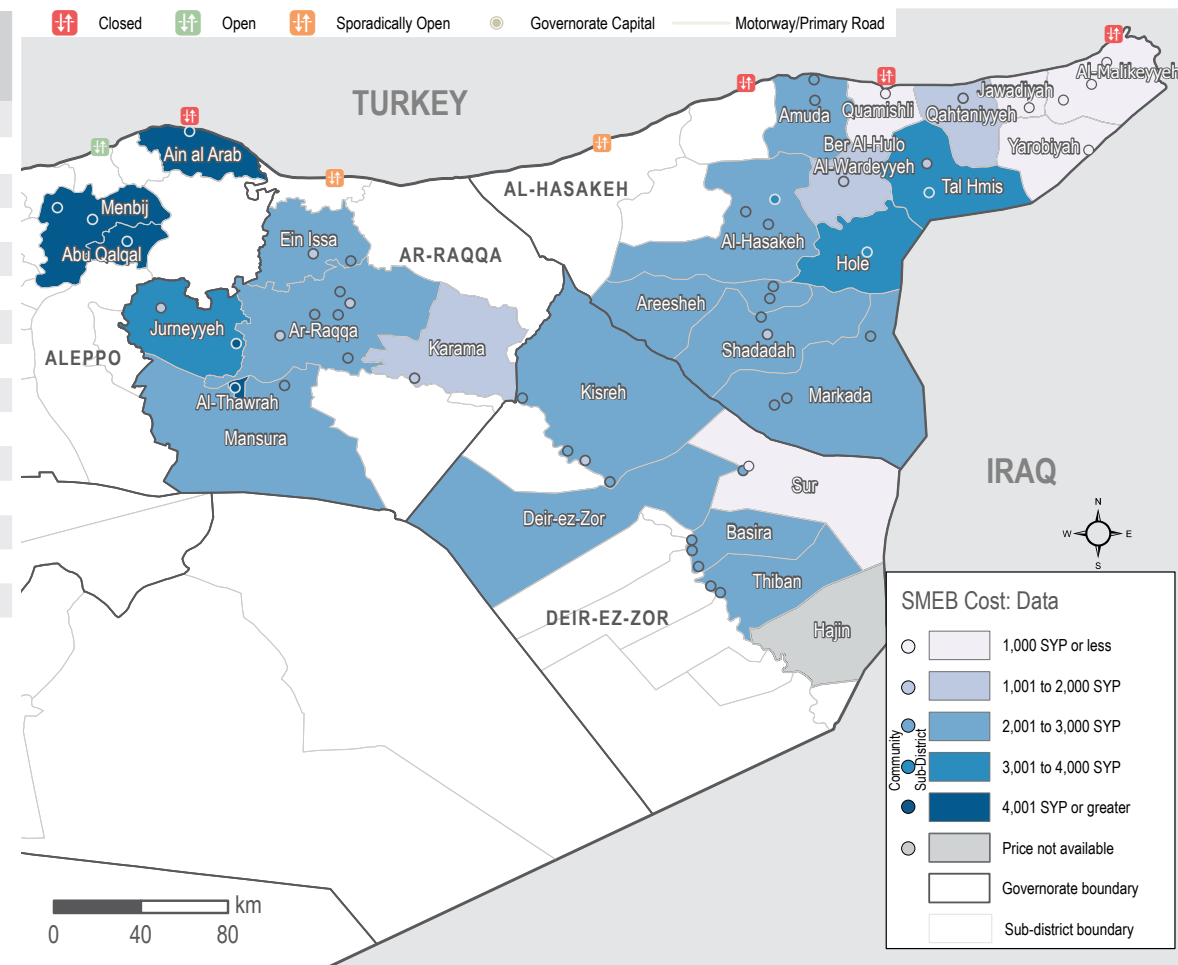 Closed
Open
Sporadically Open
Governorate Capital
Motorway/Primary Road
TURKEY
Al-Malikeyyeh
Jawadiyah
Quamishli
Qahtaniyyeh
Amuda
Yarobiyah
Ain al Arab
Ber Al-Hulo
Al-Wardeyyeh
AL-HASAKEH
Tal Hmis
Menbij
Abu Qalqal
Ein Issa
Al-Hasakeh
AR-RAQQA
Hole
Areesheh
Jurneyyeh
Ar-Raqqa
Karama
Shadadah
ALEPPO
Kisreh
Markada
Al-Thawrah
Mansura
IRAQ
Sur
Deir-ez-Zor
Basira
Thiban
DEIR-EZ-ZOR
Hajin
N
W
E
S
SMEB Cost: Data
1,000 SYP or less
1,001 to 2,000 SYP
2,001 to 3,000 SYP
3,001 to 4,000 SYP
4,001 SYP or greater
Price not available
Governorate boundary
Sub-district boundary
Community
Sub-District
km
0 40 80